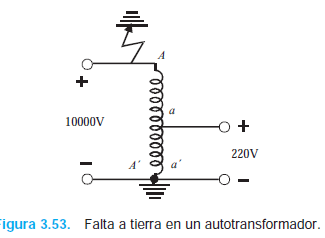 A
+
a
+
10000V
220V
−
A′
a′
−
Figura 3.53. Falta a tierra en un autotransformador.